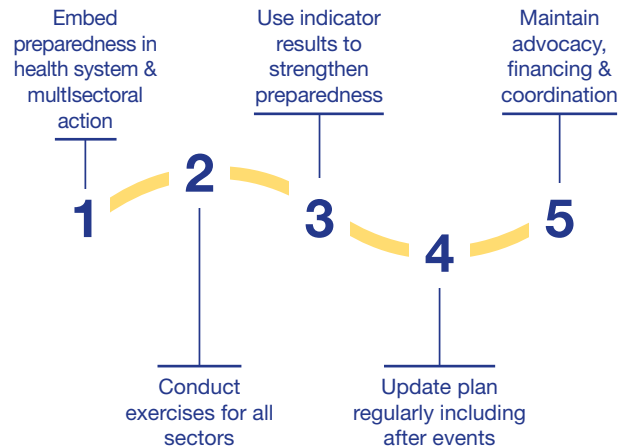 Embed
preparedness in
health system &
multIsectoral
action
1
2
Conduct
exercises for all
sectors
Use indicator
results to
strengthen
preparedness
3
4
Update plan
regularly including
after events
Maintain
advocacy,
financing &
coordination
5